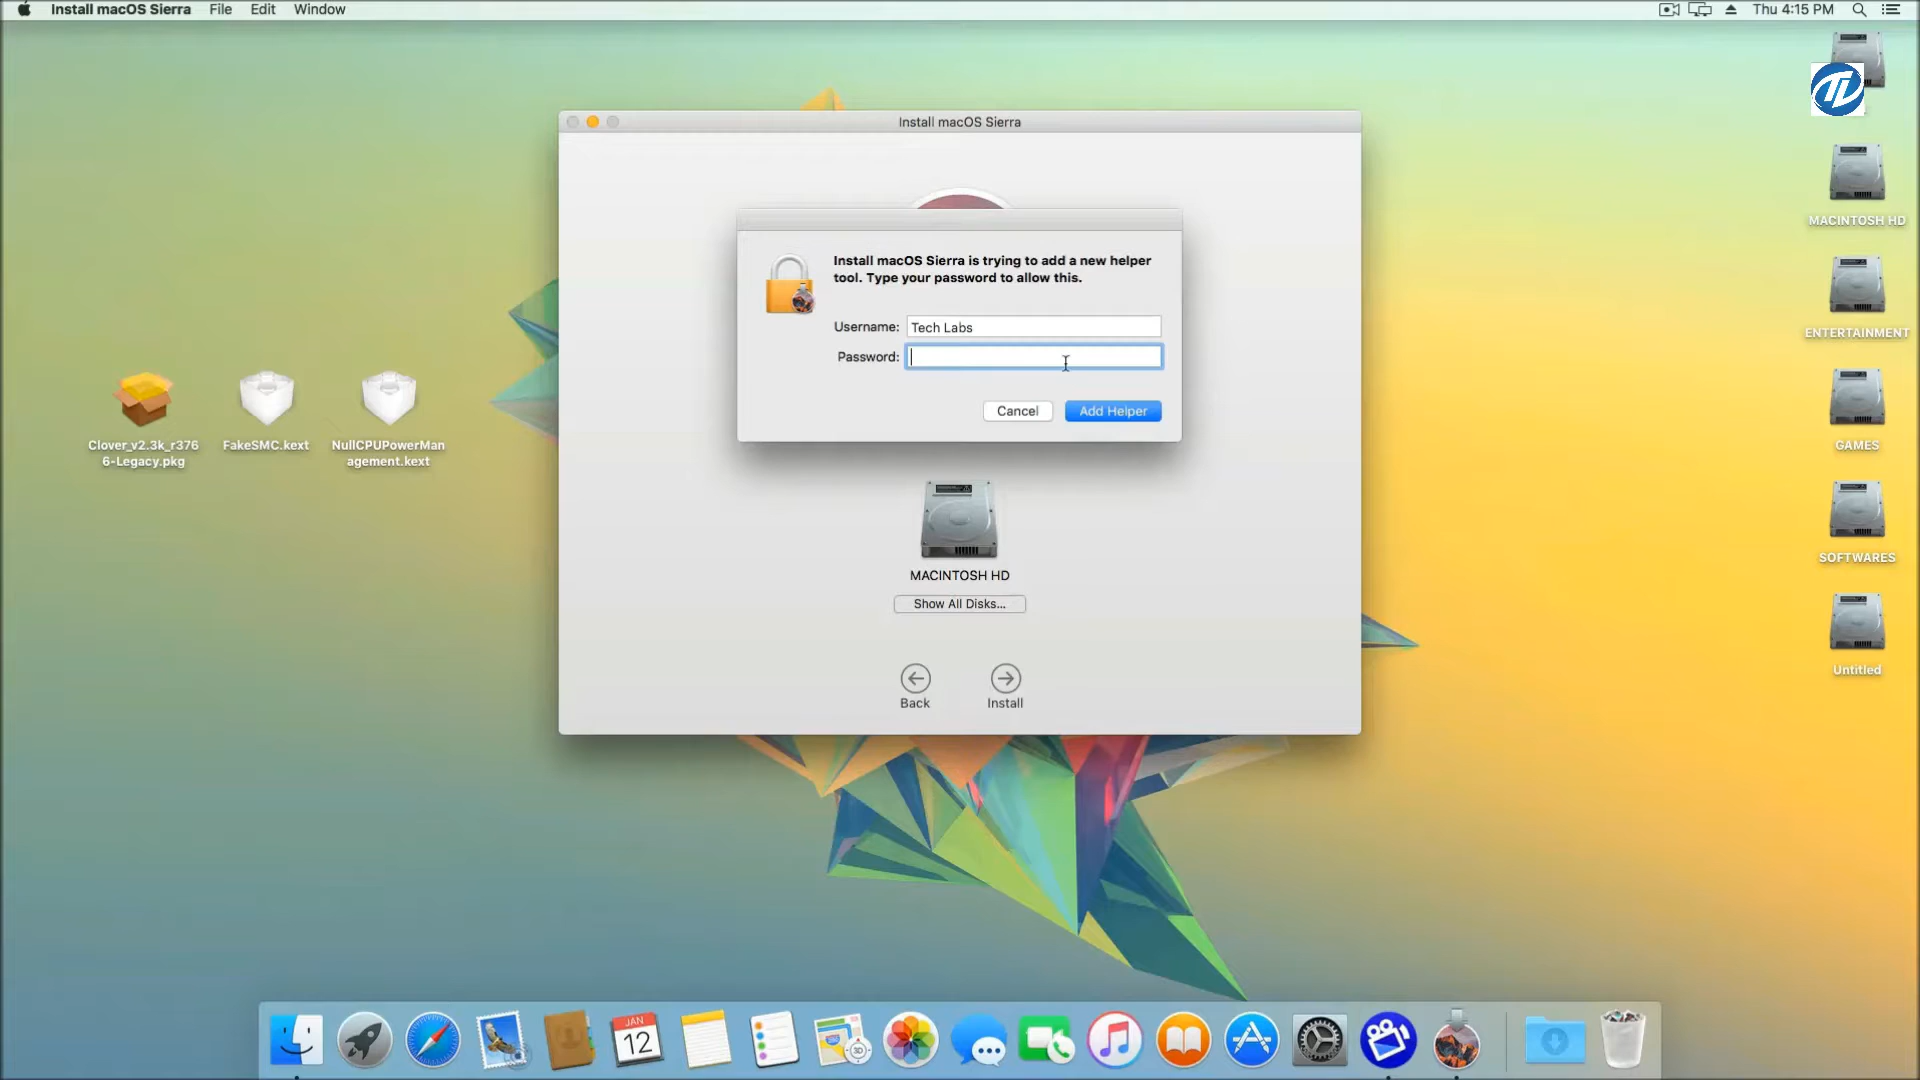 Install macOS Sierra File Edit Window
Thu 4:15 PM
Install macOS Sierra
Install macOS Sierra is trying to add a new helper
tool. Type your password to allow this.
Username: Tech Labs
Password:
Cancel Add Helper
MACINTOSH HD
Show All Disks...
Back Install
Clover_v2.3k_r376
6-Legacy.pkg
FakeSMC.kext
NullCPUPowerMan
agement.kext
TL
MACINTOSH HD
ENTERTAINMENT
GAMES
SOFTWARES
Untitled
JAN
12
3D